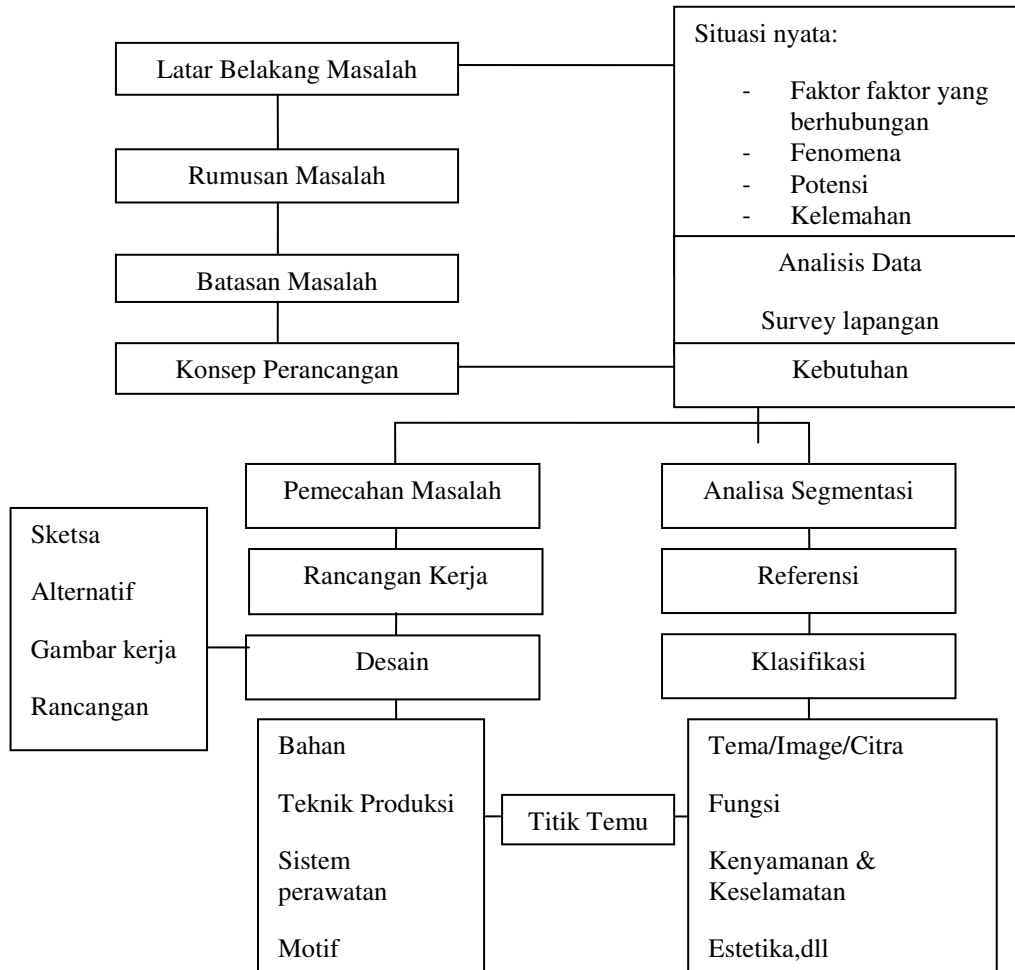 Latar Belakang Masalah
Rumusan Masalah
Batasan Masalah
Konsep Perancangan
Situasi nyata:
- Faktor faktor yang
berhubungan
- Fenomena
- Potensi
- Kelemahan
Analisis Data
Survey lapangan
Kebutuhan
Pemecahan Masalah
Rancangan Kerja
Desain
Sketsa
Alternatif
Gambar kerja
Rancangan
Bahan
Teknik Produksi
Sistem
perawatan
Motif
Titik Temu
Analisa Segmentasi
Referensi
Klasifikasi
Tema/Image/Citra
Fungsi
Kenyamanan &
Keselamatan
Estetika,dll